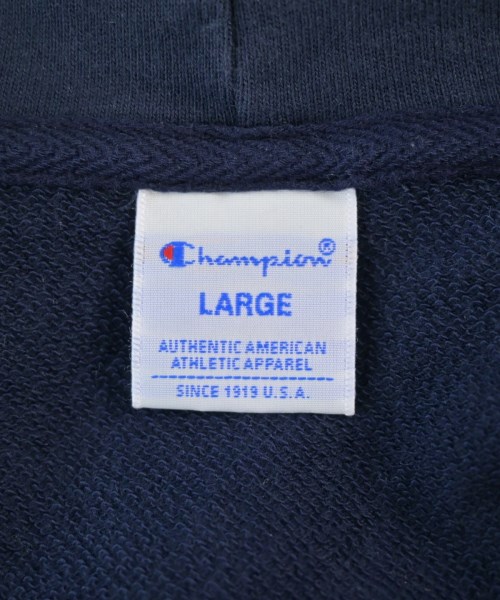 Champion®
LARGE
AUTHENTIC AMERICAN
ATHLETIC APPAREL
SINCE 1919 U.S.A.